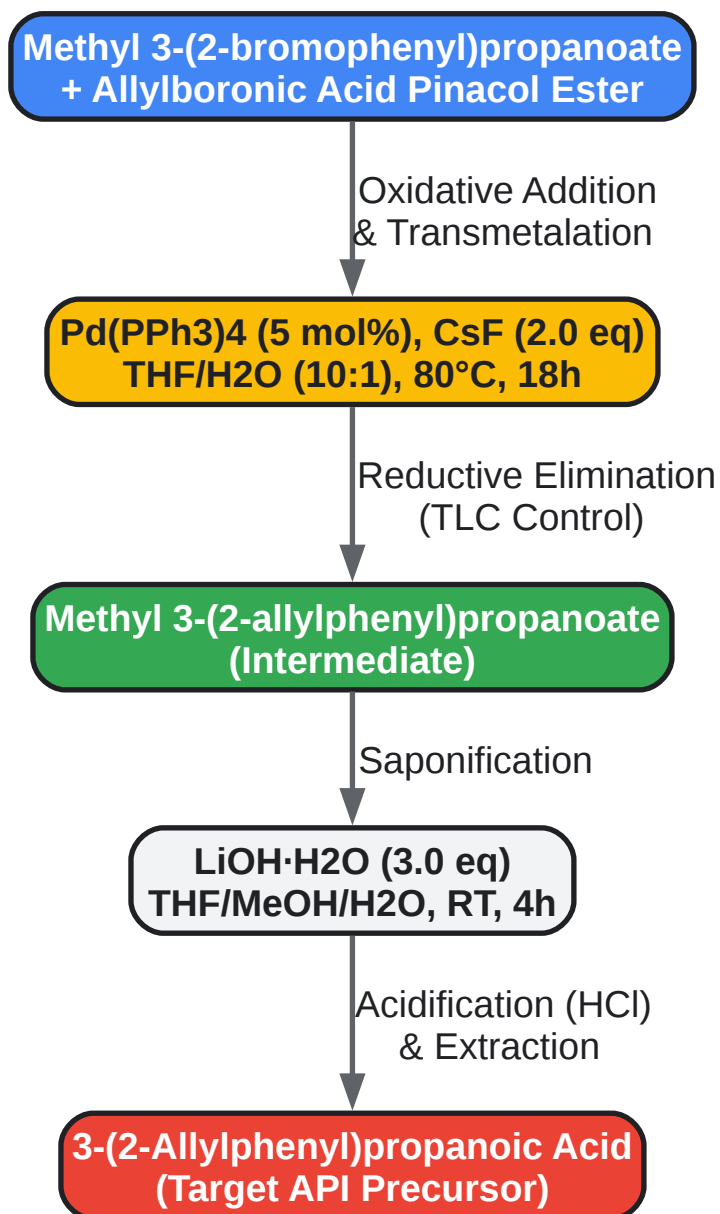 Methyl 3-(2-bromophenyl)propanoate
+ Allylboronic Acid Pinacol Ester
Oxidative Addition
& Transmetalation
Pd(PPh3)4 (5 mol%), CsF (2.0 eq)
THF/H2O (10:1), 80°C, 18h
Reductive Elimination
(TLC Control)
Methyl 3-(2-allylphenyl)propanoate
(Intermediate)
Saponification
LiOH·H2O (3.0 eq)
THF/MeOH/H2O, RT, 4h
Acidification (HCl)
& Extraction
3-(2-Allylphenyl)propanoic Acid
(Target API Precursor)